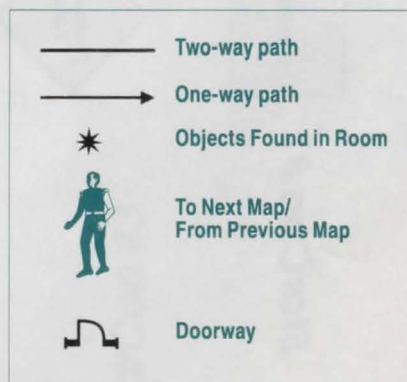 Two-way path
One-way path
Objects Found in Room
To Next Map/
From Previous Map
Doorway